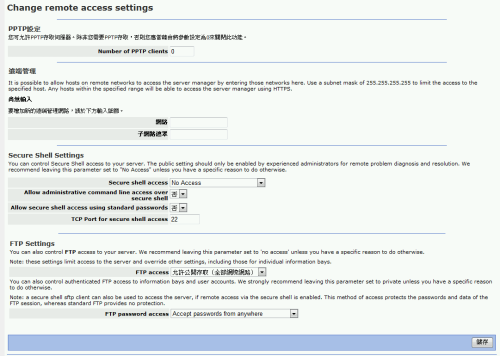 Change remote access settings
PPTP設定
您可允許PPTP存取伺服器。除非您需要PPTP存取，否則您應當維持將參數設定為0來關閉此功能。
Number of PPTP clients 0
遠端管理
It is possible to allow hosts on remote networks to access the server manager by entering those networks here. Use a subnet mask of 255.255.255.255 to limit the access to the
specified host. Any hosts within the specified range will be able to access the server manager using HTTPS.
尚無輸入
要增加新的遠端管理網路，請於下方輸入
網路
子網路遮罩
Secure Shell Settings
You can control Secure Shell access to your server. The public setting should only be enabled by experienced administrators for remote problem diagnosis and resolution. We
recommend leaving this parameter set to "No Access" unless you have a specific reason to do otherwise.
Secure shell access No Access
Allow administrative command line access over
secure shell 否
Allow secure shell access using standard passwords 否
TCP Port for secure shell access 22
FTP Settings
You can also control FTP access to your server. We recommend leaving this parameter set to 'no access' unless you have a specific reason to do otherwise.
Note: these settings limit access to the server and override other settings, including those for individual information bays.
FTP access 允許公開存取 (全部網際網路)
You can also control authenticated FTP access to information bays and user accounts. We strongly recommend leaving this parameter set to private unless you have a specific reason
to do otherwise.
Note: a secure shell sftp client can also be used to access the server, if remote access via the secure shell is enabled. This method of access protects the passwords and data of the
FTP session, whereas standard FTP provides no protection.
FTP password access Accept passwords from anywhere
儲存